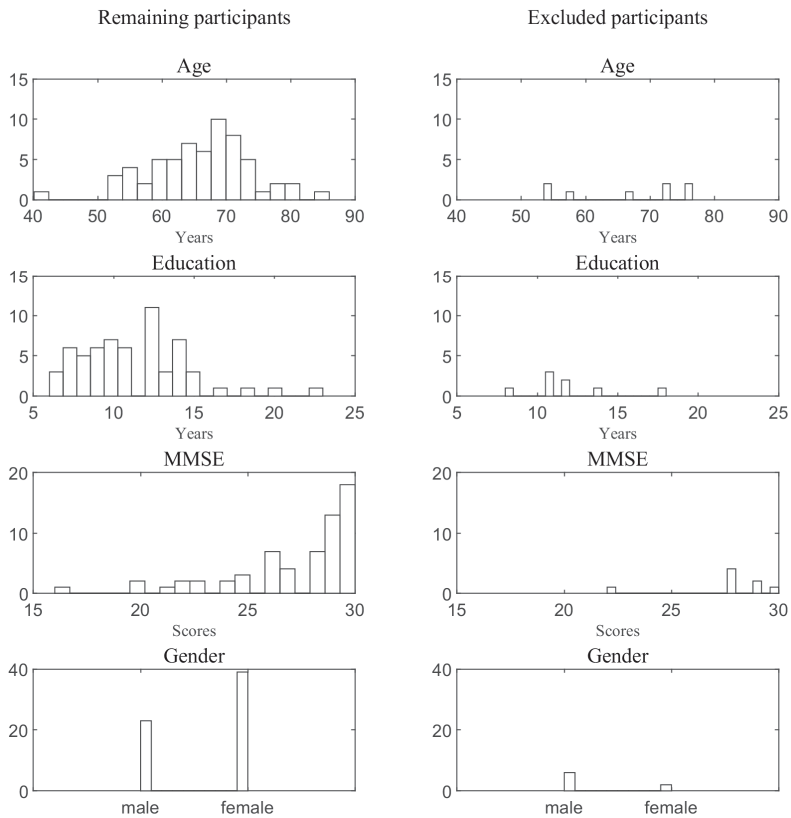 Remaining participants
Excluded participants
Age
15
10
5
0
40 50 60 70 80 90
Years
Age
15
10
5
0
40 50 60 70 80 90
Years
Education
15
10
5
0
5 10 15 20 25
Years
Education
15
10
5
0
5 10 15 20 25
Years
MMSE
20
10
0
15 20 25 30
Scores
MMSE
20
10
0
15 20 25 30
Scores
Gender
40
20
0
male female
Gender
40
20
0
male female